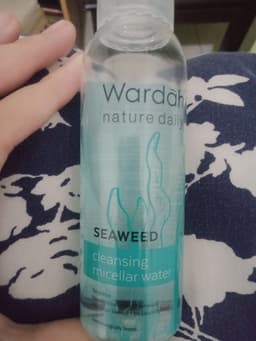 Wardah
nature daily
SEAWEED
cleansing
micellar water